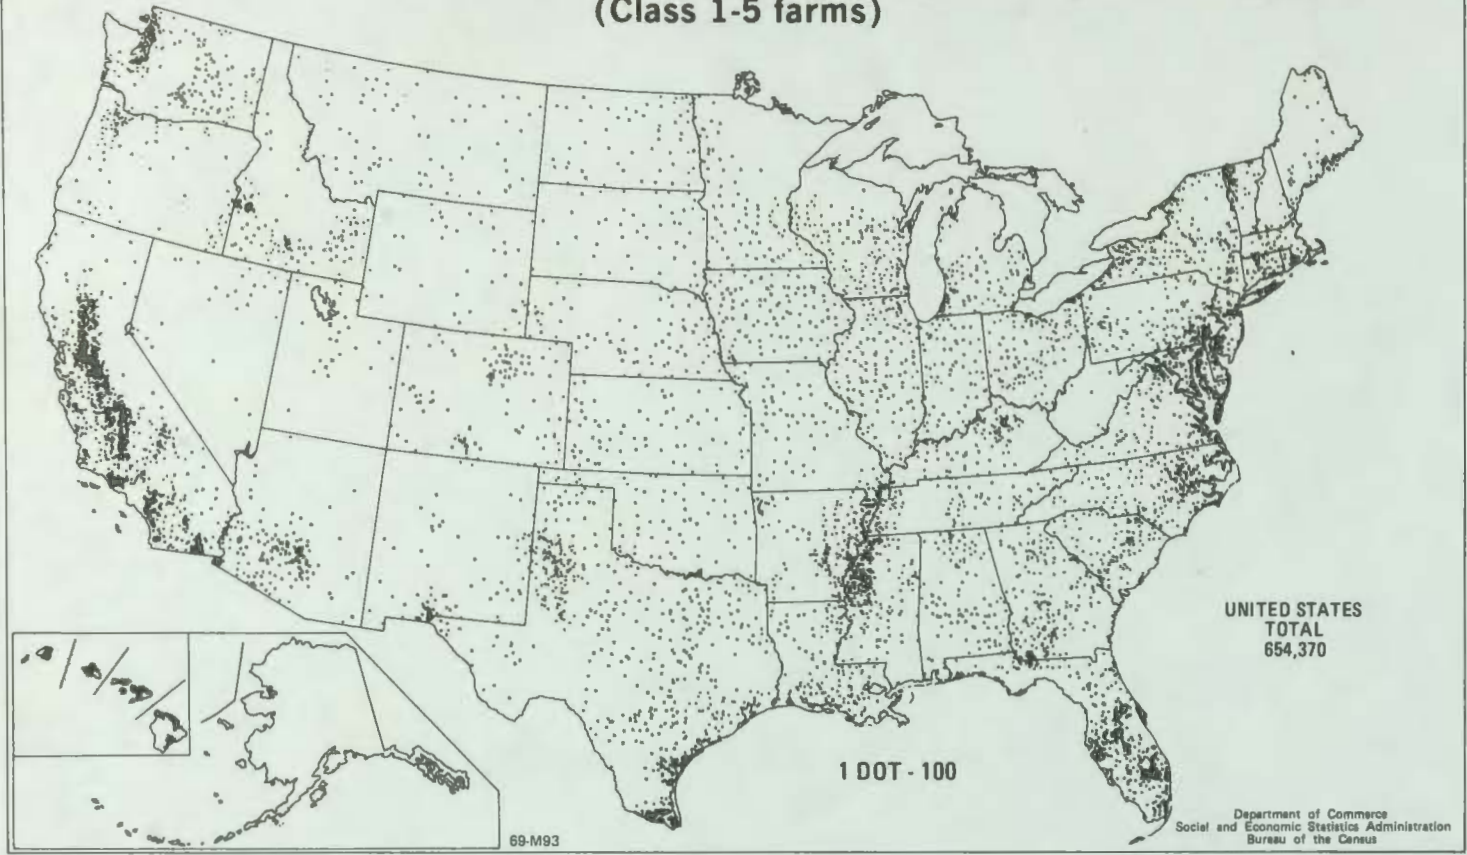 (Class 1-5 farms)
UNITED STATES
TOTAL
654,370
1 DOT - 100
69-M93
Department of Commerce
Social and Economic Statistics Administration
Bureau of the Census